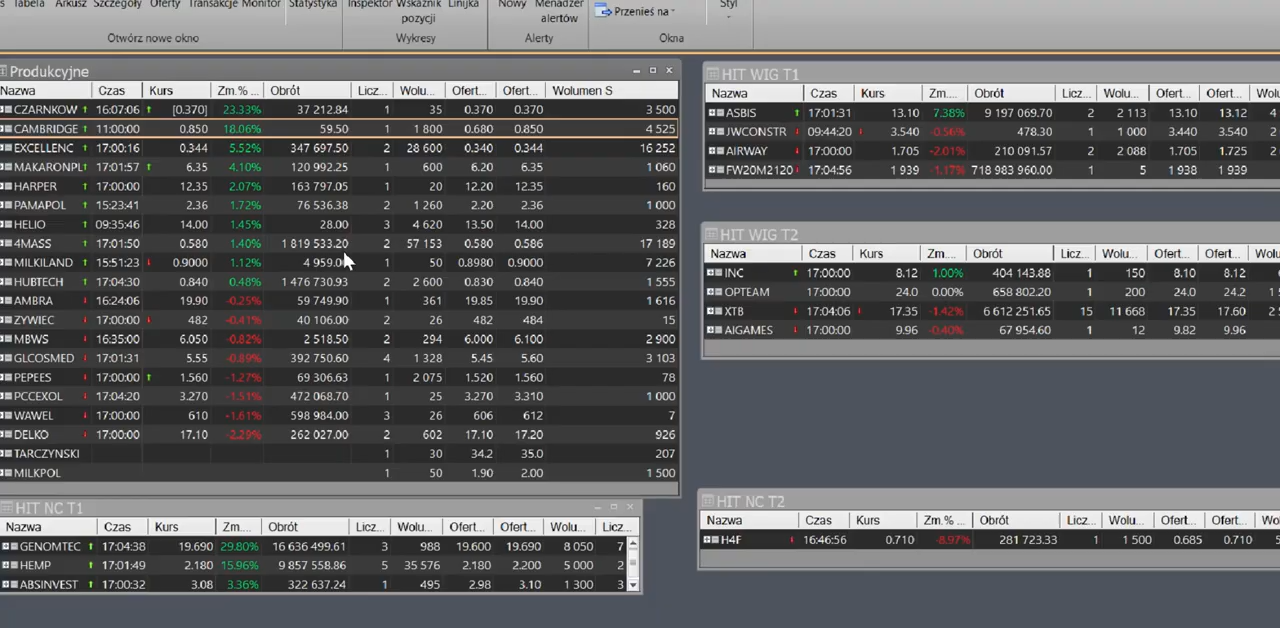 Tabela Arkusz Szczegóły Oferty Transakcje Monitor Statystyka Inspektor Wskaźnik Linijka Nowy Menadżer Przenieś na Styl
pozycji alertów
Otwórz nowe okno Wykresy Alerty Okna
Produkcyjne
Nazwa Czas Kurs Zm.% ... Obrót Licz... Wolu... Ofert... Ofert... Wolumen S
CZARNKOW 16:07:06 [0.370] 23.33% 37 212.84 1 35 0.370 0.370 3 500
CAMBRIDGE 11:00:00 0.850 18.06% 59.50 1 1 800 0.680 0.850 4 525
EXCELLENC 17:00:16 0.344 5.52% 347 697.50 2 28 600 0.340 0.344 16 252
MAKARONPL 17:01:57 6.35 4.10% 120 992.25 1 600 6.20 6.35 1 060
HARPER 17:00:00 12.35 2.07% 163 797.05 1 20 12.20 12.35 160
PAMAPOL 15:23:41 2.36 1.72% 76 536.38 2 1 260 2.20 2.36 1 000
HELIO 09:35:46 14.00 1.45% 28.00 3 4 620 13.50 14.00 328
4MASS 17:01:50 0.580 1.40% 1 819 533.20 2 57 153 0.580 0.586 17 189
MILKILAND 15:51:23 0.9000 1.12% 4 959.0 1 50 0.8980 0.9000 7 226
HUBTECH 17:04:30 0.840 0.48% 1 476 730.93 2 2 600 0.830 0.840 1 555
AMBRA 16:24:06 19.90 -0.25% 59 749.90 1 361 19.85 19.90 1 616
ZYWIEC 16:34:49 482 -0.41% 40 106.00 2 26 482 484 15
MBWS 16:35:00 6.050 -0.82% 2 518.50 2 294 6.000 6.100 2 900
GLCOSMED 17:01:31 5.55 -0.89% 392 750.60 4 1 328 5.45 5.60 3 103
PEPEES 17:00:00 1.560 -1.27% 69 306.63 1 2 075 1.520 1.560 78
PCCEXOL 17:04:20 3.270 -1.51% 472 068.70 1 25 3.270 3.310 1 000
WAWEL 17:00:00 610 -1.61% 598 984.00 3 26 606 612 7
DELKO 17:00:00 17.10 -2.29% 262 027.00 2 602 17.10 17.20 926
TARCZYNSKI 1 30 34.2 35.0 207
MILKPOL 1 50 1.90 2.00 1 500
HIT NC T1
Nazwa Czas Kurs Zm.... Obrót Licz... Wolu... Ofert... Ofert... Wolu... Licz...
GENOMTEC 17:04:38 19.690 29.80% 16 636 499.61 3 988 19.600 19.690 8 050 7
HEMP 17:01:49 2.180 15.96% 9 857 558.86 5 35 576 2.180 2.200 5 000 2
ABSINVEST 17:00:32 3.08 3.36% 322 637.24 1 495 2.98 3.10 1 300 3
HIT WIG T1
Nazwa Czas Kurs Zm.... Obrót Licz... Wolu... Ofert... Ofert... Wolu
ASBIS 17:01:31 13.10 7.38% 9 197 069.70 2 2 113 13.10 13.12 4
JWCONSTR 09:44:20 3.540 -0.56% 478.30 1 1 000 3.440 3.540 1
AIRWAY 17:00:00 1.705 -2.01% 210 091.57 2 2 088 1.705 1.725 9
FW20M2120 17:04:56 1 939 -1.17% 718 983 960.00 1 5 1 938 1 939
HIT WIG T2
Nazwa Czas Kurs Zm.... Obrót Licz... Wolu... Ofert... Ofert... Wolu
INC 17:00:00 8.12 1.00% 404 143.88 1 150 8.10 8.12 1
OPTEAM 17:00:00 24.0 0.00% 658 802.20 1 200 24.0 24.2 1
XTB 17:04:06 17.35 -1.42% 6 612 251.65 15 11 668 17.35 17.60 2
AIGAMES 17:00:00 9.96 -0.40% 67 954.60 1 12 9.82 9.96
HIT NC T2
Nazwa Czas Kurs Zm.% ... Obrót Licz... Wolu... Ofert... Ofert... Wolu
H4F 16:46:56 0.710 -8.97% 281 723.33 1 1 500 0.685 0.710 1